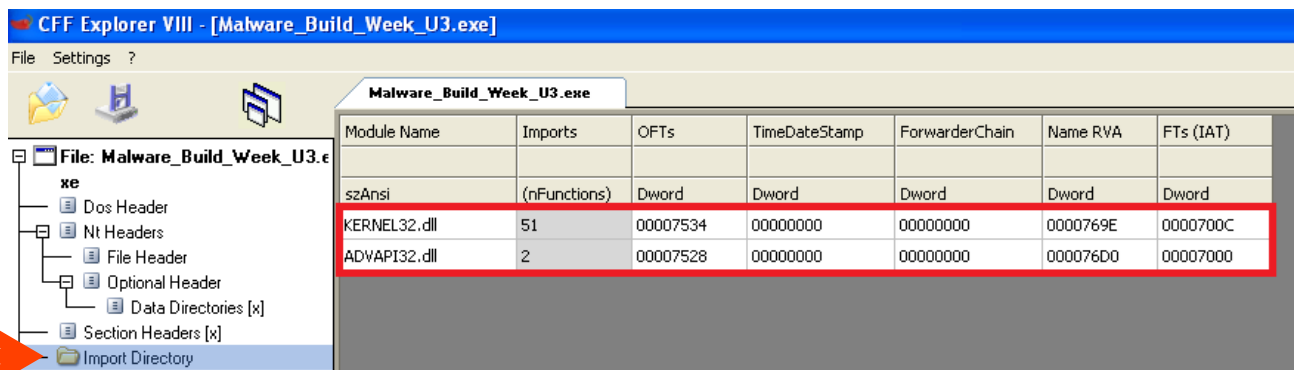 CFF Explorer VIII - [Malware_Build_Week_U3.exe]
File Settings ?
Malware_Build_Week_U3.exe
File: Malware_Build_Week_U3.e
xe
Dos Header
Nt Headers
File Header
Optional Header
Data Directories [x]
Section Headers [x]
Import Directory
Module Name Imports OFTs TimeDateStamp ForwarderChain Name RVA FTs (IAT)
szAnsi (nFunctions) Dword Dword Dword Dword Dword
KERNEL32.dll 51 00007534 00000000 00000000 0000769E 0000700C
ADVAPI32.dll 2 00007528 00000000 00000000 000076D0 00007000